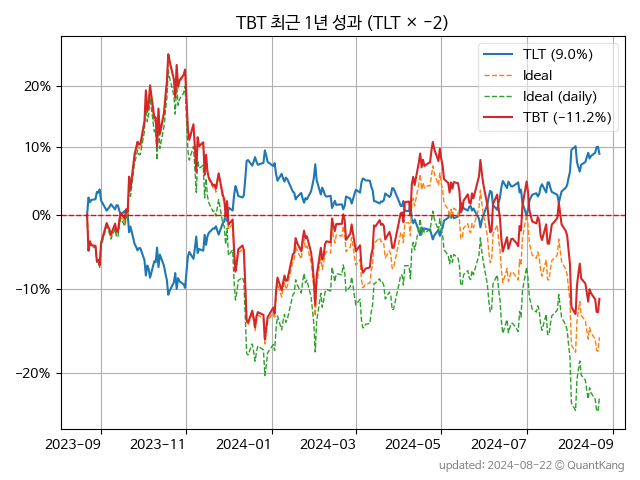 TBT 최근 1년 성과 (TLT × −2)
TLT (9.0%)
Ideal
Ideal (daily)
TBT (−11.2%)
20%
10%
0%
−10%
−20%
2023-09 2023-11 2024-01 2024-03 2024-05 2024-07 2024-09
updated: 2024-08-22 © QuantKang